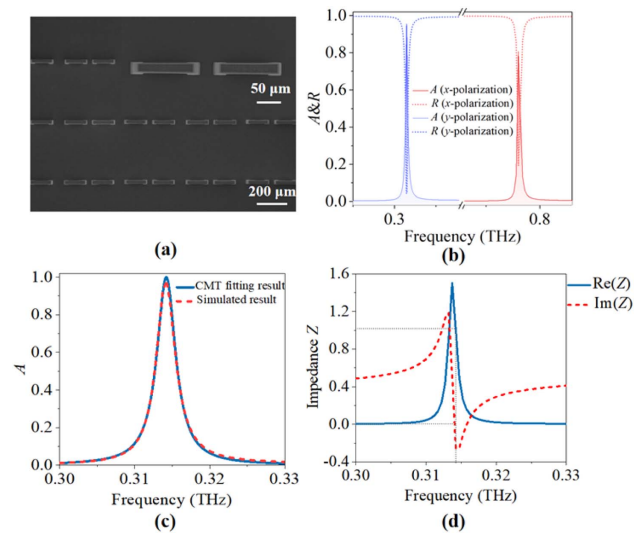 50 μm
200 μm
(a)
1.0
0.8
0.6
0.4
0.2
0.0
A&R
A (x-polarization)
R (x-polarization)
A (y-polarization)
R (y-polarization)
0.3
0.8
Frequency (THz)
(b)
1.0
0.8
0.6
0.4
0.2
0.0
A
CMT fitting result
Simulated result
0.30
0.31
0.32
0.33
Frequency (THz)
(c)
1.6
1.2
0.8
0.4
0.0
-0.4
Impedance Z
Re(Z)
Im(Z)
0.30
0.31
0.32
0.33
Frequency (THz)
(d)